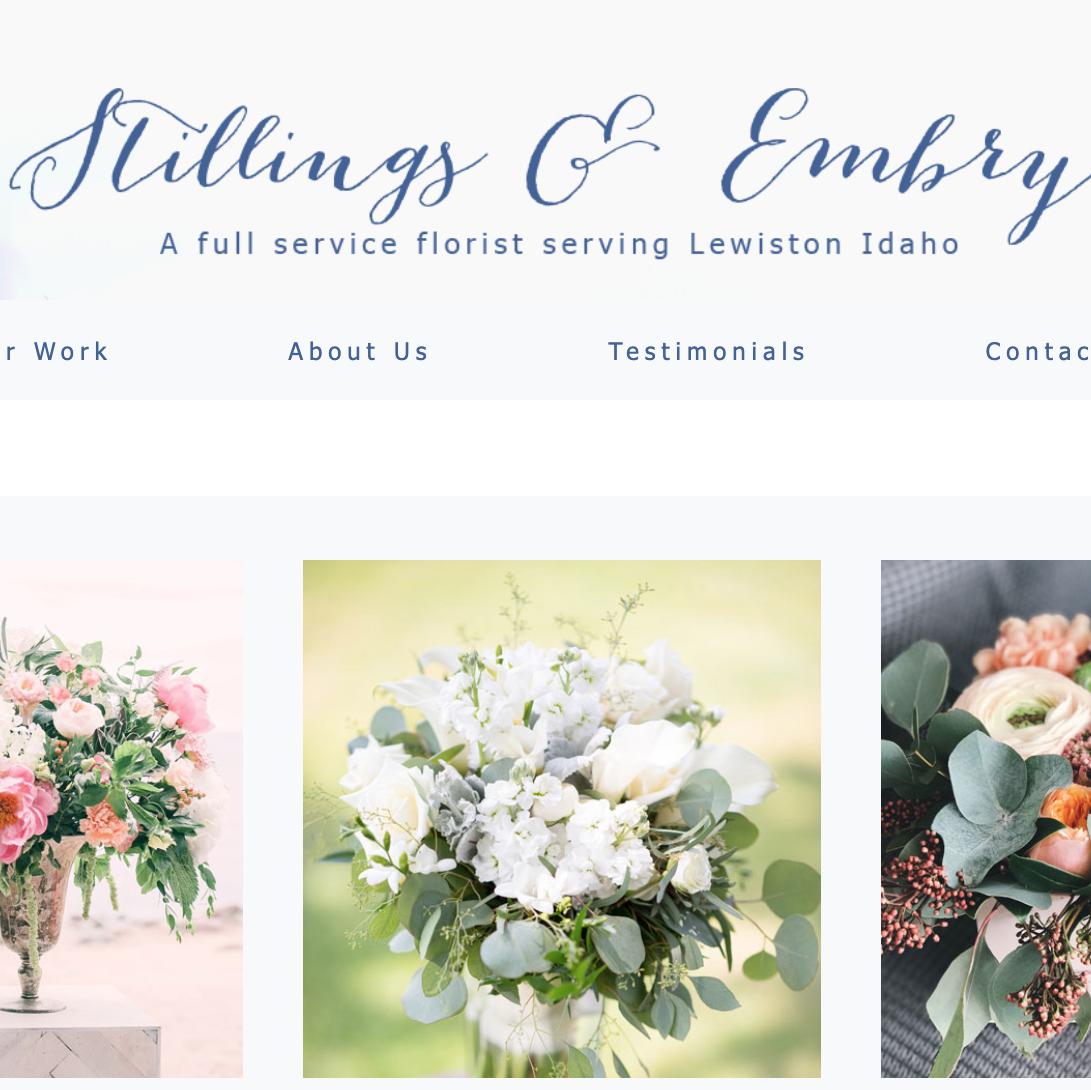 Stillings & Embry
A full service florist serving Lewiston Idaho
r Work About Us Testimonials Contac